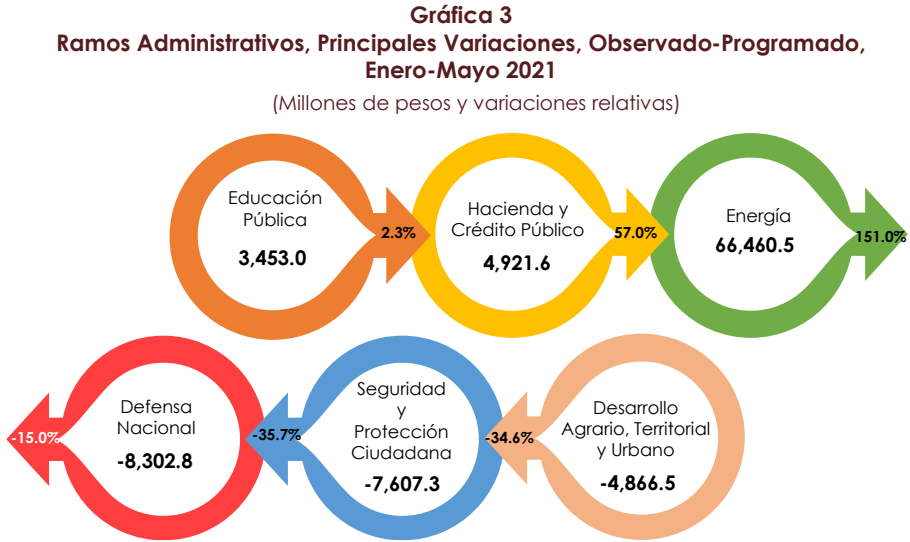 Gráfica 3
Ramos Administrativos, Principales Variaciones, Observado-Programado,
Enero-Mayo 2021
(Millones de pesos y variaciones relativas)
Educación
Pública
3,453.0
2.3%
Hacienda y
Crédito Público
4,921.6
57.0%
Energía
66,460.5
151.0%
-15.0%
Defensa
Nacional
-8,302.8
-35.7%
Seguridad
y
Protección
Ciudadana
-7,607.3
-34.6%
Desarrollo
Agrario, Territorial
y Urbano
-4,866.5